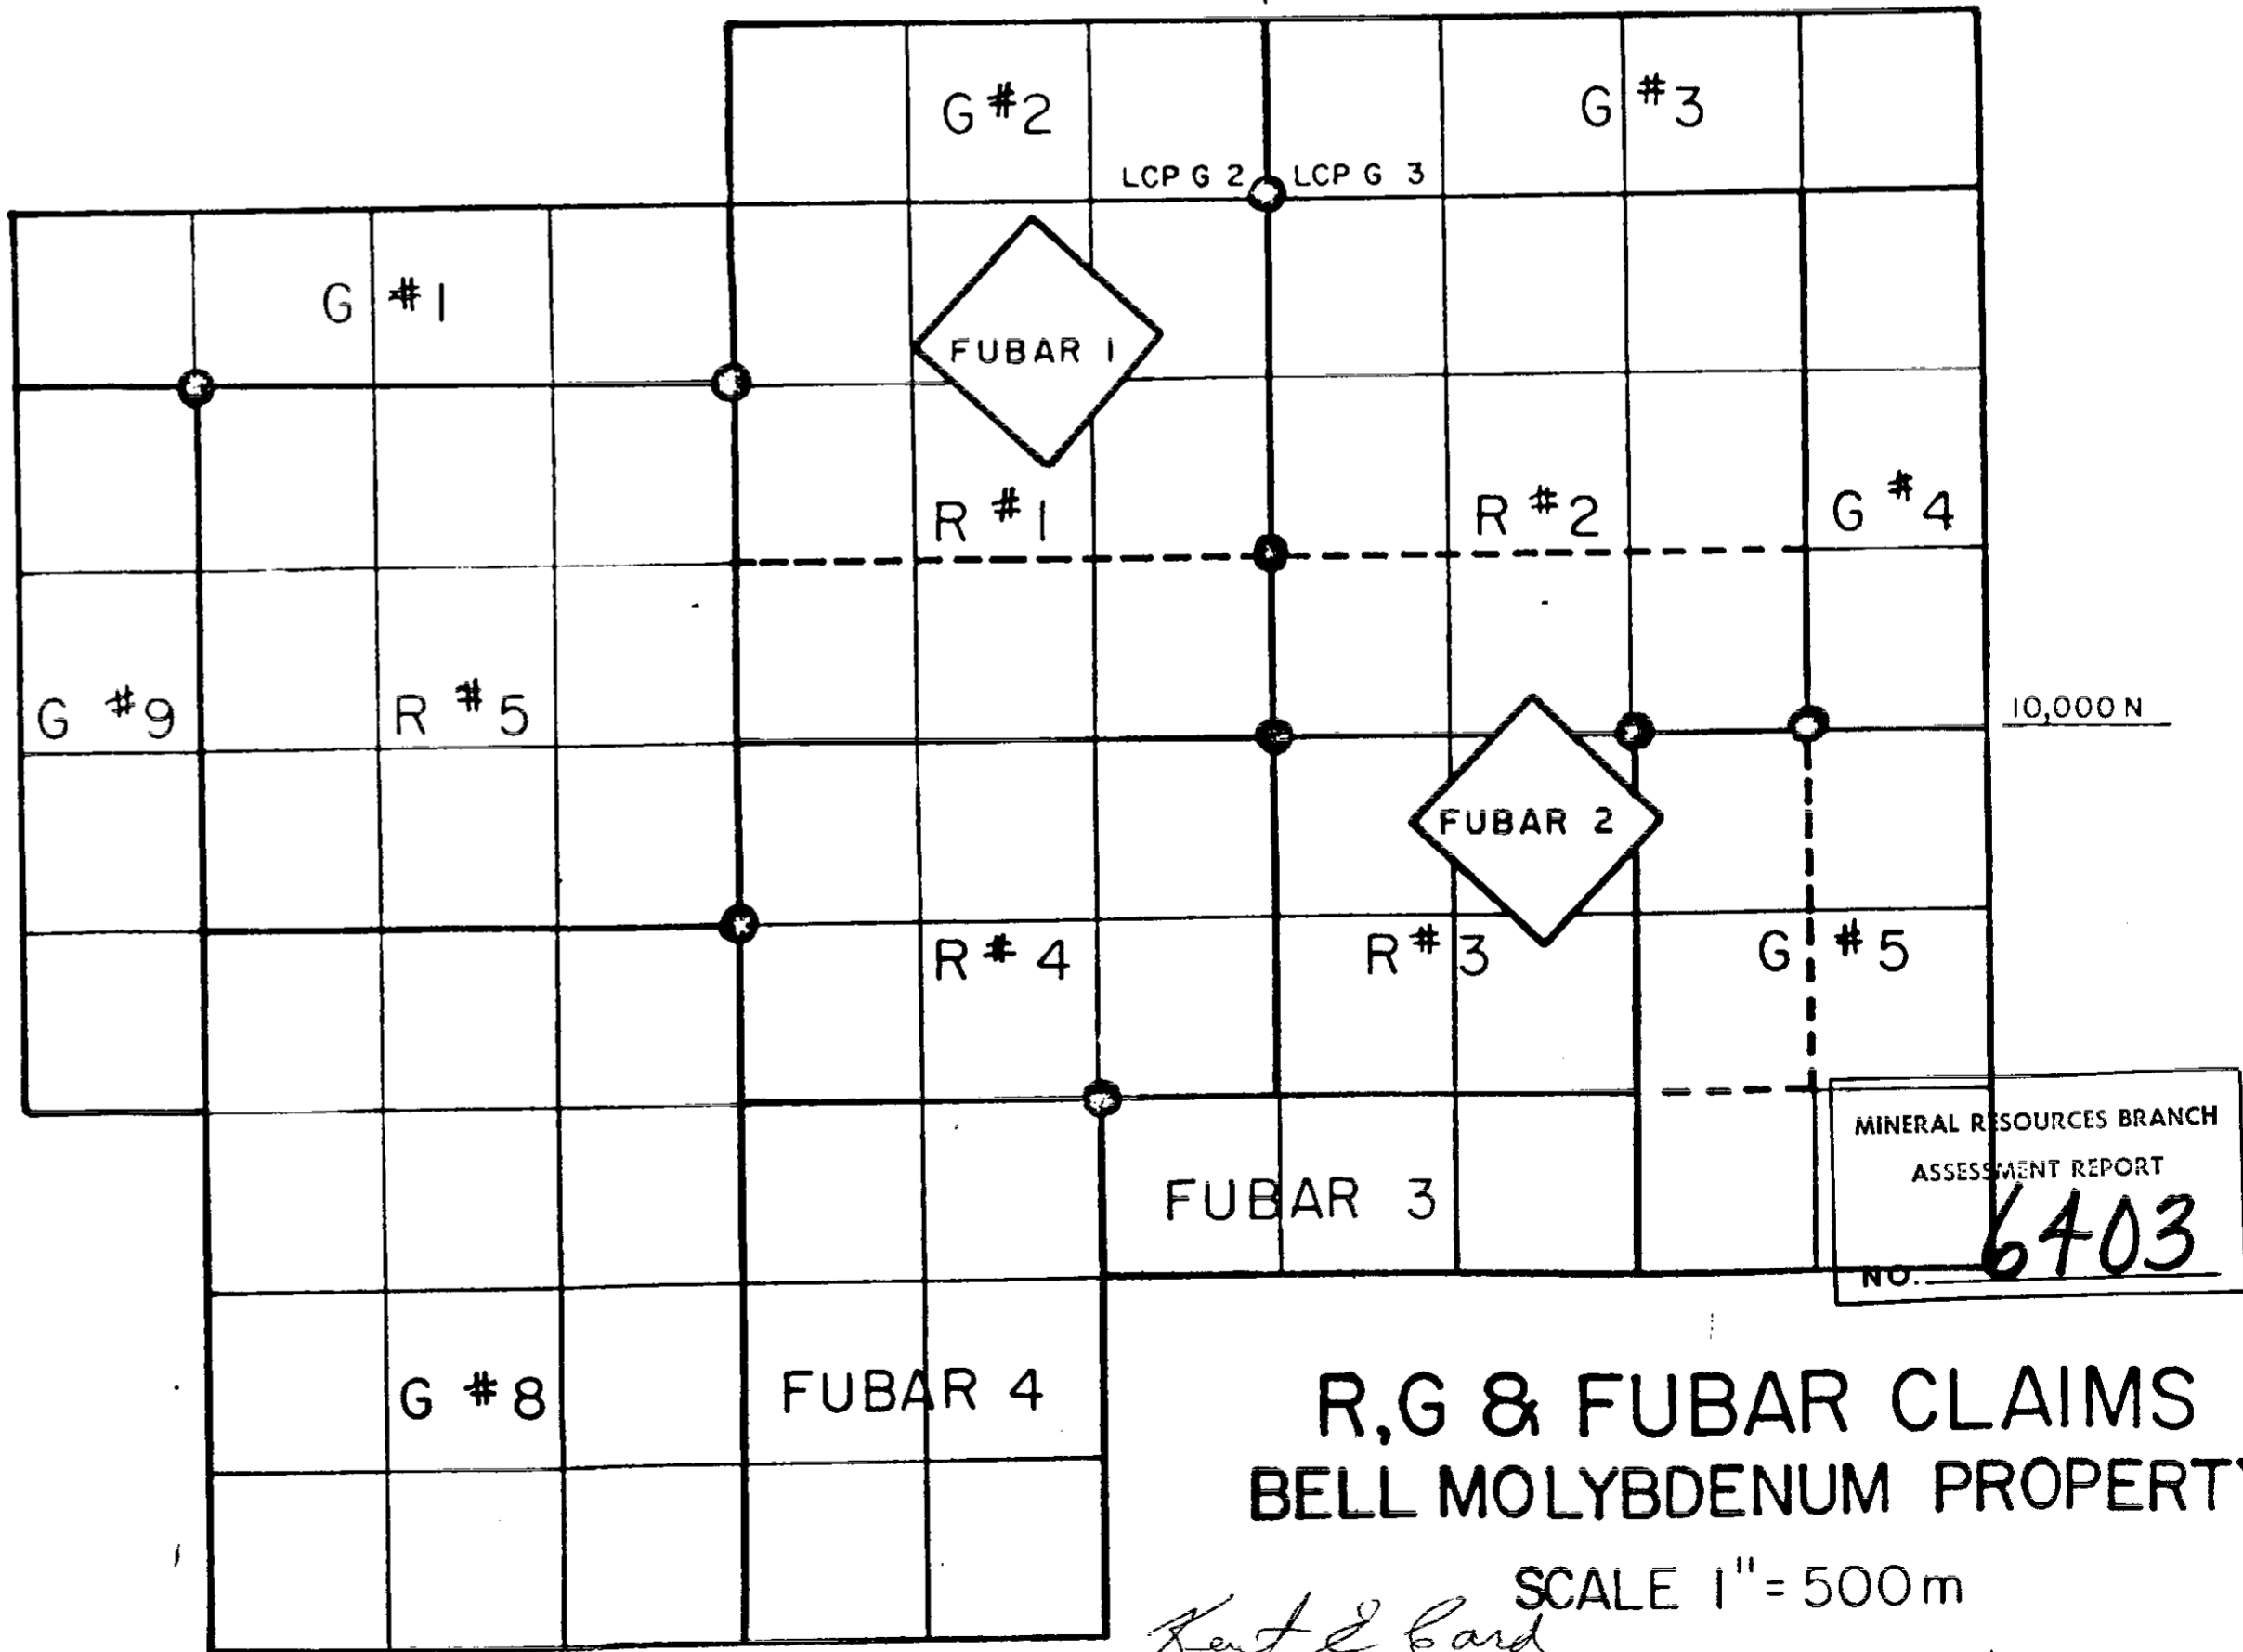 G #2
G #3
LCP G 2 LCP G 3
G #1
FUBAR 1
R #1
R #2
G #4
G #9
R #5
10,000 N
FUBAR 2
R #4
R #3
G #5
MINERAL RESOURCES BRANCH
ASSESSMENT REPORT
NO. 6403
FUBAR 3
G #8
FUBAR 4
R,G & FUBAR CLAIMS
BELL MOLYBDENUM PROPERTY
SCALE 1" = 500m
Kent & Card